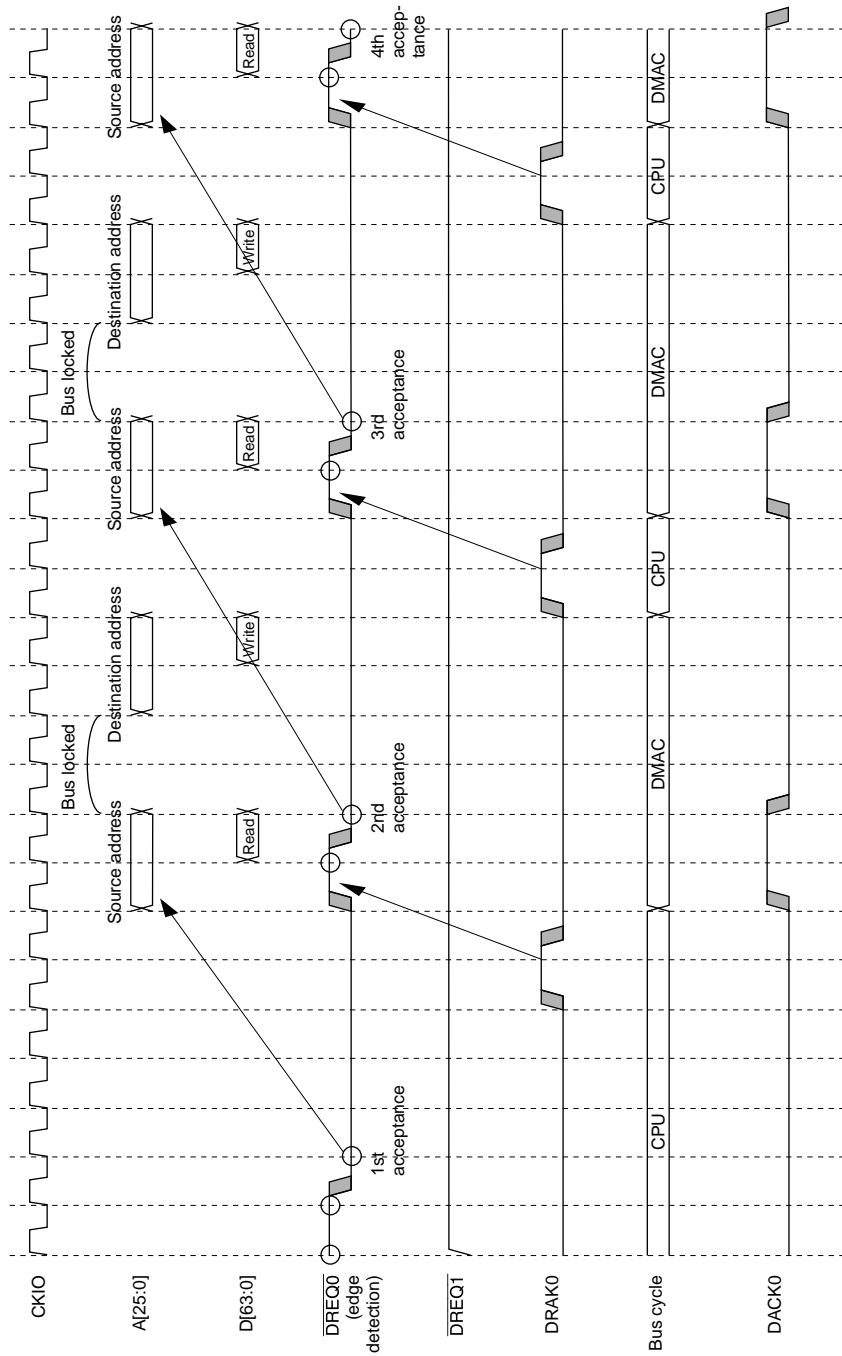 CKIO
Bus locked
Bus locked
Source address
Destination address
Source address
Destination address
Source address
A[25:0]
Read
Write
Read
Write
Read
D[63:0]
DREQ0
(edge
detection)
1st
acceptance
2nd
acceptance
3rd
acceptance
4th
accep-
tance
DREQ1
DRAK0
Bus cycle
CPU
DMAC
CPU
DMAC
CPU
DMAC
DACK0